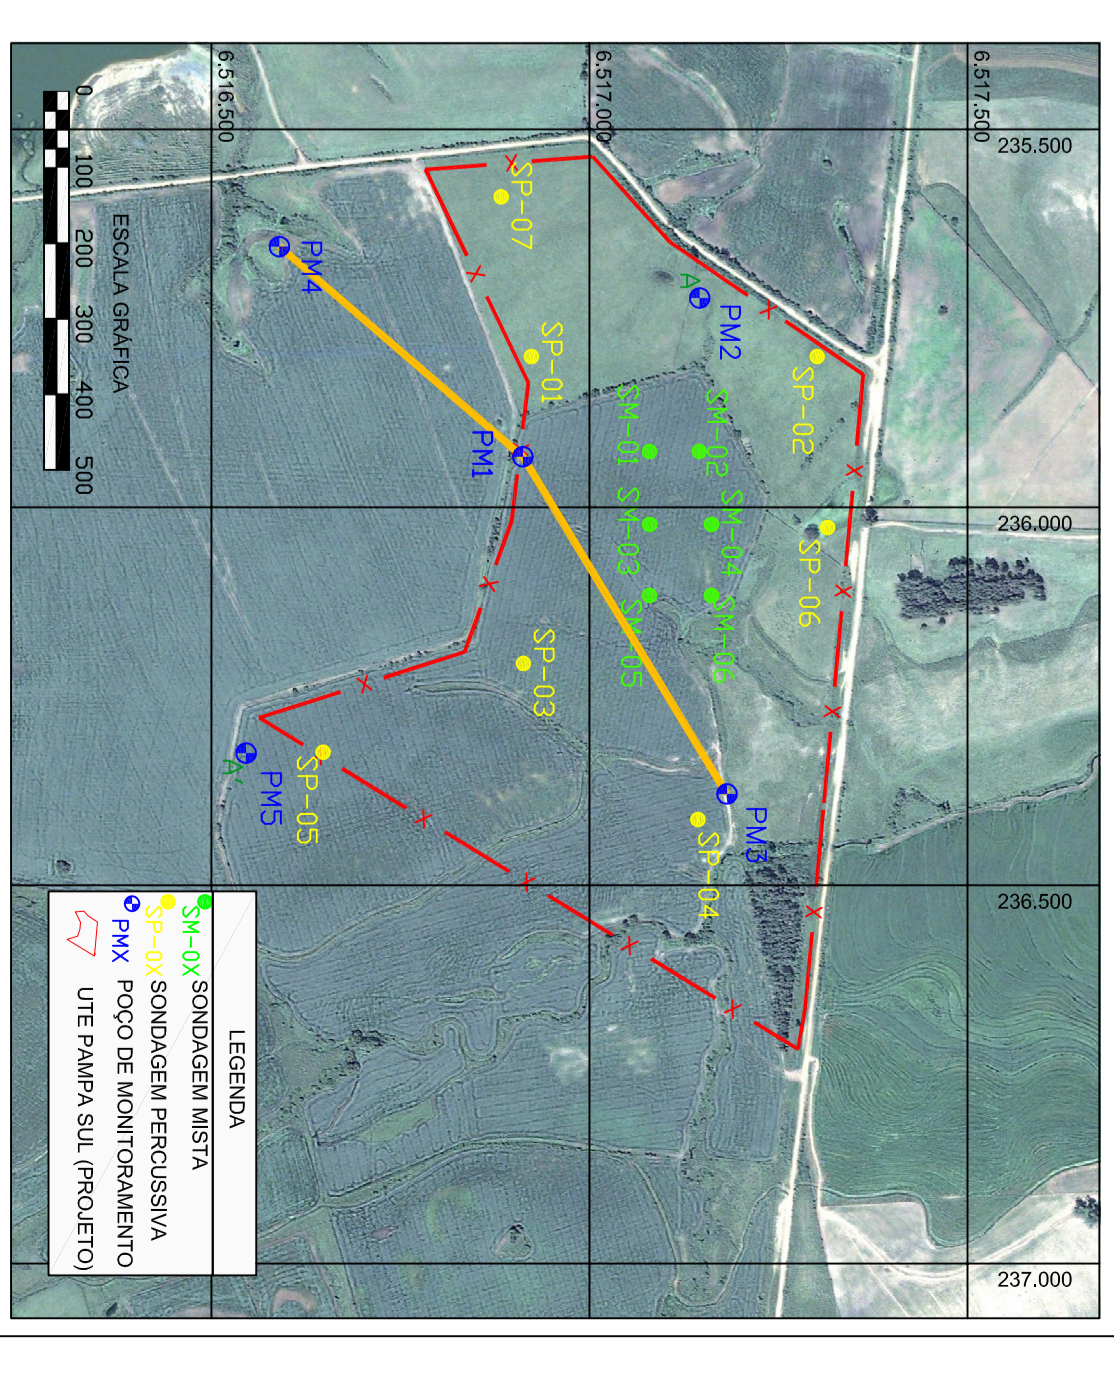 6.516.500
6.517.000
6.517.500
235.500
236.000
236.500
237.000
0
100
200
300
400
500
ESCALA GRÁFICA
SP-07
PM4
A
PM2
SP-01
SP-02
PM1
SM-01
SM-02
SM-03
SM-04
SP-06
SM-05
SM-06
SP-03
A'
PM5
SP-05
PM3
SP-04
LEGENDA
SM-0X SONDAGEM MISTA
SP-0X SONDAGEM PERCUSSIVA
PMX POÇO DE MONITORAMENTO
UTE PAMPA SUL (PROJETO)